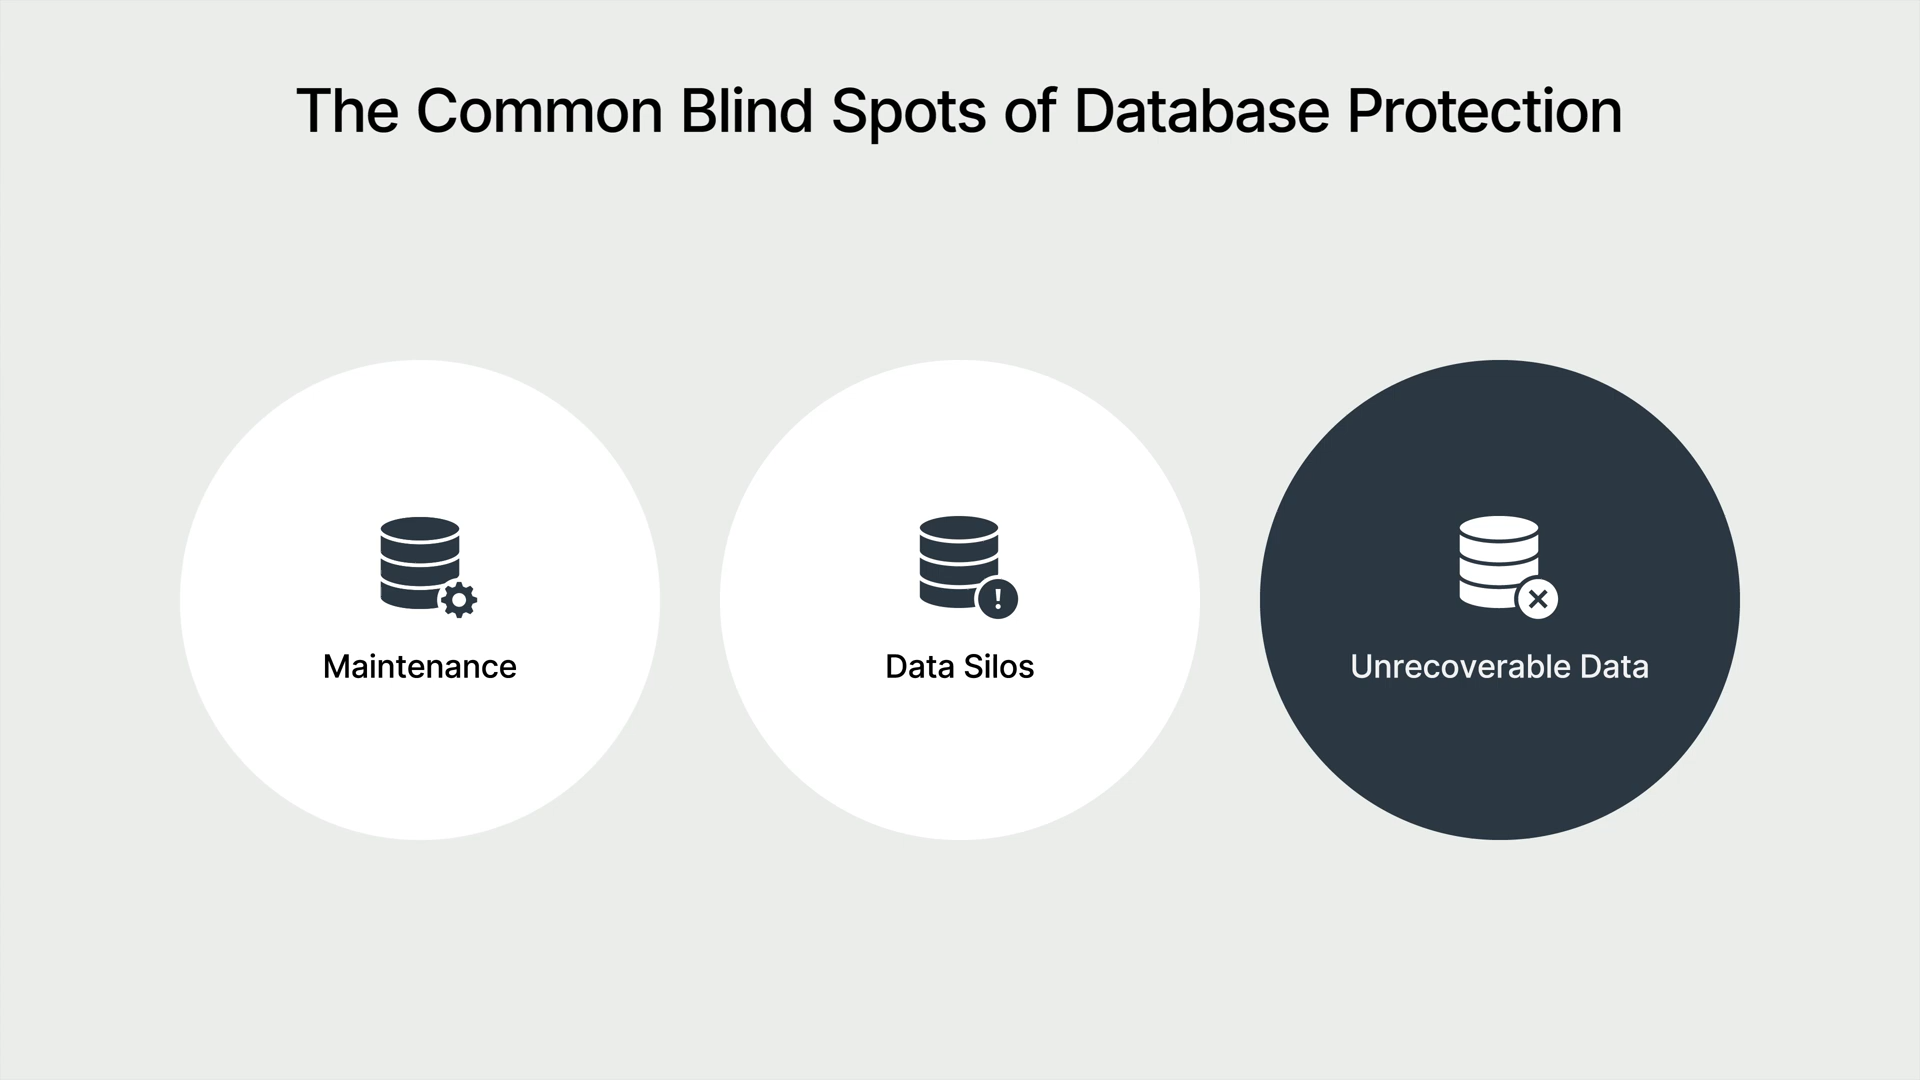 The Common Blind Spots of Database Protection
Maintenance
Data Silos
Unrecoverable Data